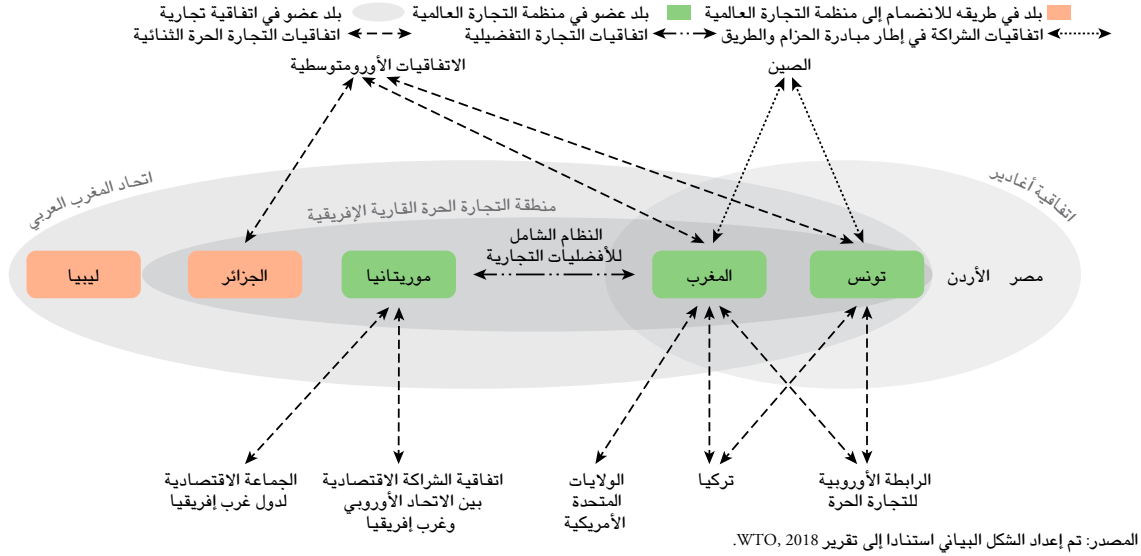 بلد في طريقه للانضمام إلى منظمة التجارة العالمية
بلد عضو في منظمة التجارة العالمية
بلد عضو في اتفاقية تجارية
اتفاقيات الشراكة في إطار مبادرة الحزام والطريق
اتفاقيات التجارة التفضيلية
اتفاقيات التجارة الحرة الثنائية
الصين
الاتفاقيات الأورومتوسطية
اتفاقية أغادير
اتحاد المغرب العربي
منطقة التجارة الحرة القارية الإفريقية
النظام الشامل
للأفضليات التجارية
مصر
الأردن
تونس
المغرب
موريتانيا
الجزائر
ليبيا
الرابطة الأوروبية
للتجارة الحرة
تركيا
الولايات
المتحدة
الأمريكية
اتفاقية الشراكة الاقتصادية
بين الاتحاد الأوروبي
وغرب إفريقيا
الجماعة الاقتصادية
لدول غرب إفريقيا
المصدر: تم إعداد الشكل البياني استنادا إلى تقرير WTO, 2018.